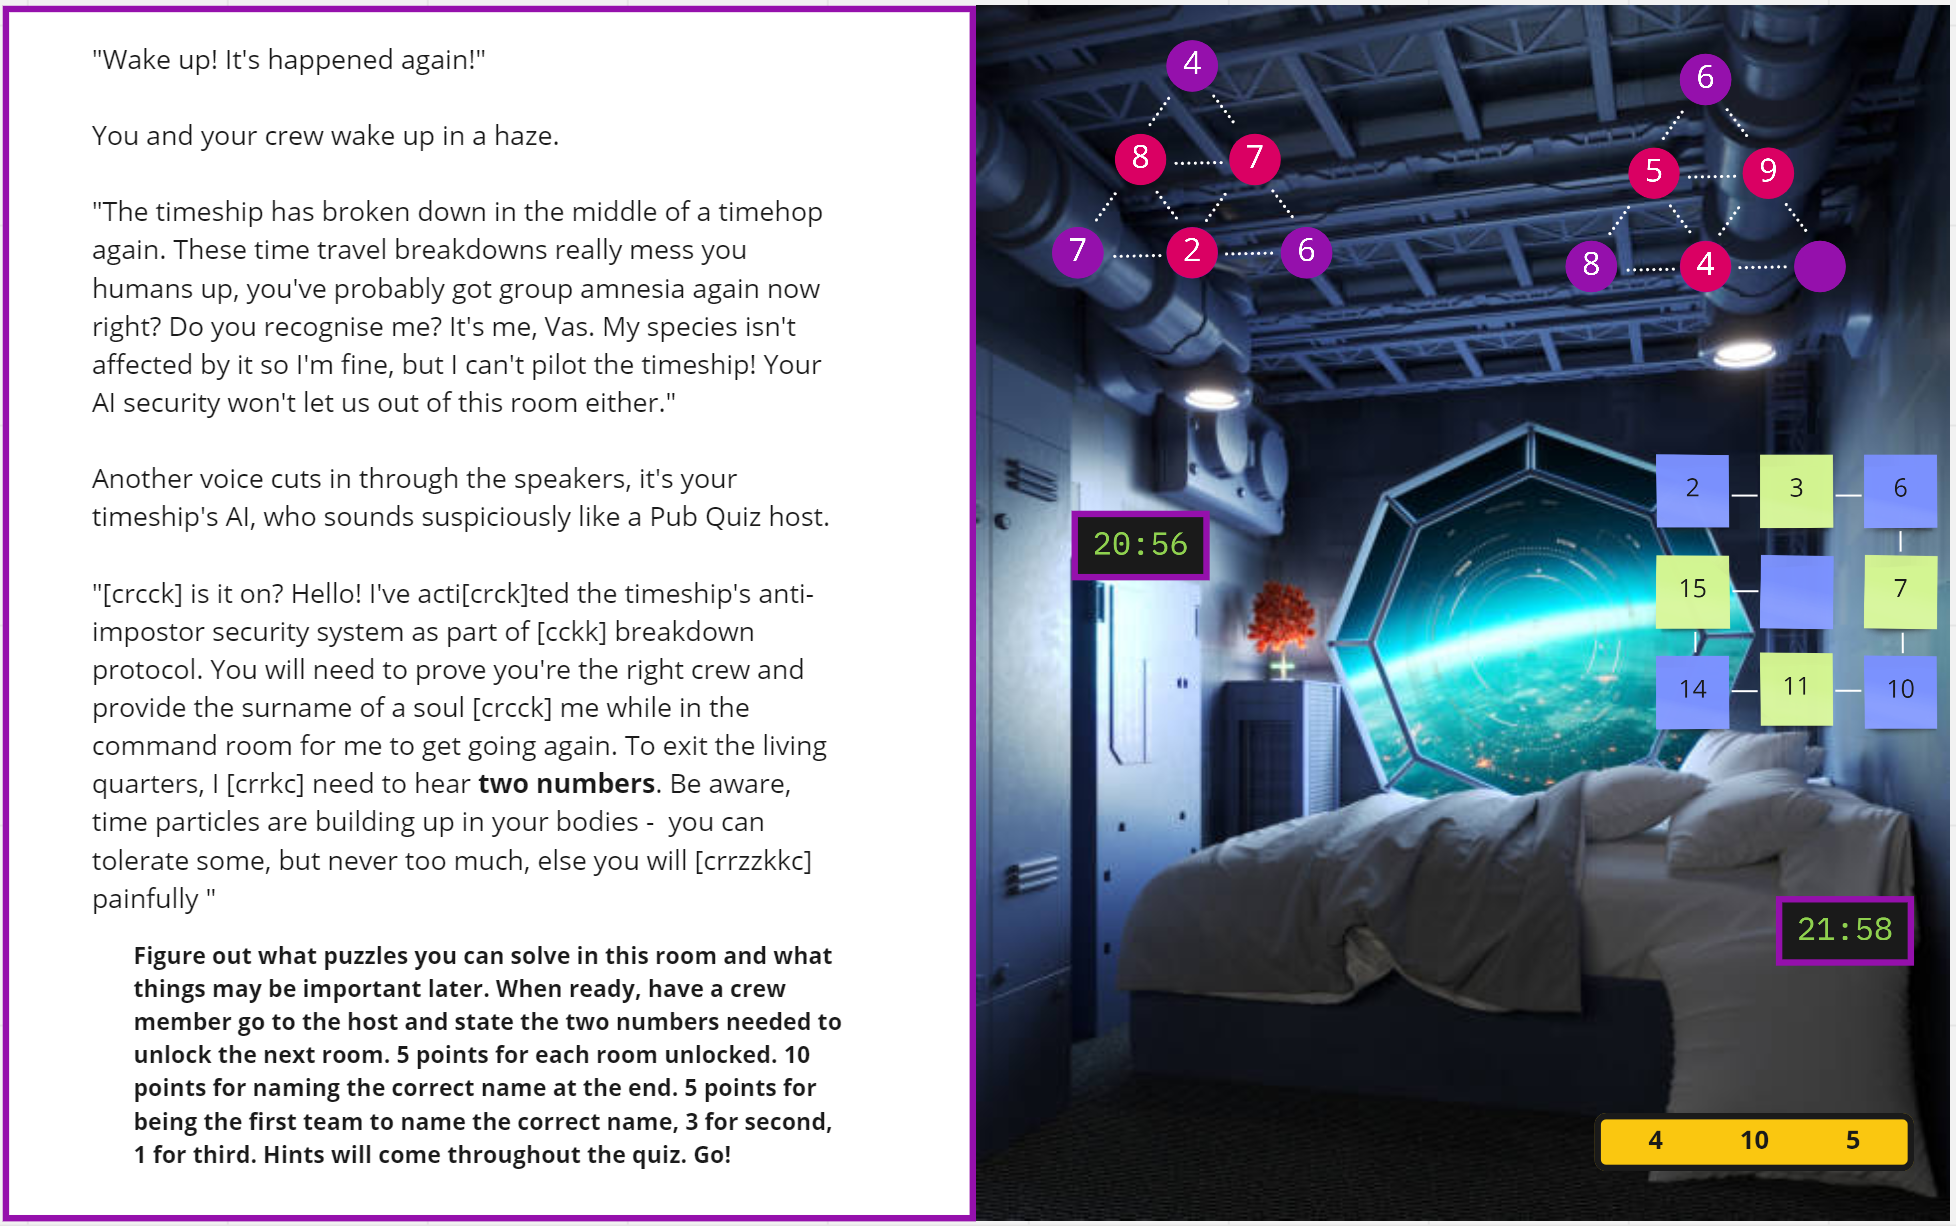 "Wake up! It's happened again!"
You and your crew wake up in a haze.
"The timeship has broken down in the middle of a timehop
again. These time travel breakdowns really mess you
humans up, you've probably got group amnesia again now
right? Do you recognise me? It's me, Vas. My species isn't
affected by it so I'm fine, but I can't pilot the timeship! Your
AI security won't let us out of this room either."
Another voice cuts in through the speakers, it's your
timeship's AI, who sounds suspiciously like a Pub Quiz host.
"[crcck] is it on? Hello! I've acti[crck]ted the timeship's anti-
impostor security system as part of [cckk] breakdown
protocol. You will need to prove you're the right crew and
provide the surname of a soul [crcck] me while in the
command room for me to get going again. To exit the living
quarters, I [crrkc] need to hear two numbers. Be aware,
time particles are building up in your bodies -  you can
tolerate some, but never too much, else you will [crrzzkkc]
painfully "
Figure out what puzzles you can solve in this room and what
things may be important later. When ready, have a crew
member go to the host and state the two numbers needed to
unlock the next room. 5 points for each room unlocked. 10
points for naming the correct name at the end. 5 points for
being the first team to name the correct name, 3 for second,
1 for third. Hints will come throughout the quiz. Go!
4
8 7
7 2 6
6
5 9
8 4
20:56
2 3 6
15 7
14 11 10
21:58
4 10 5